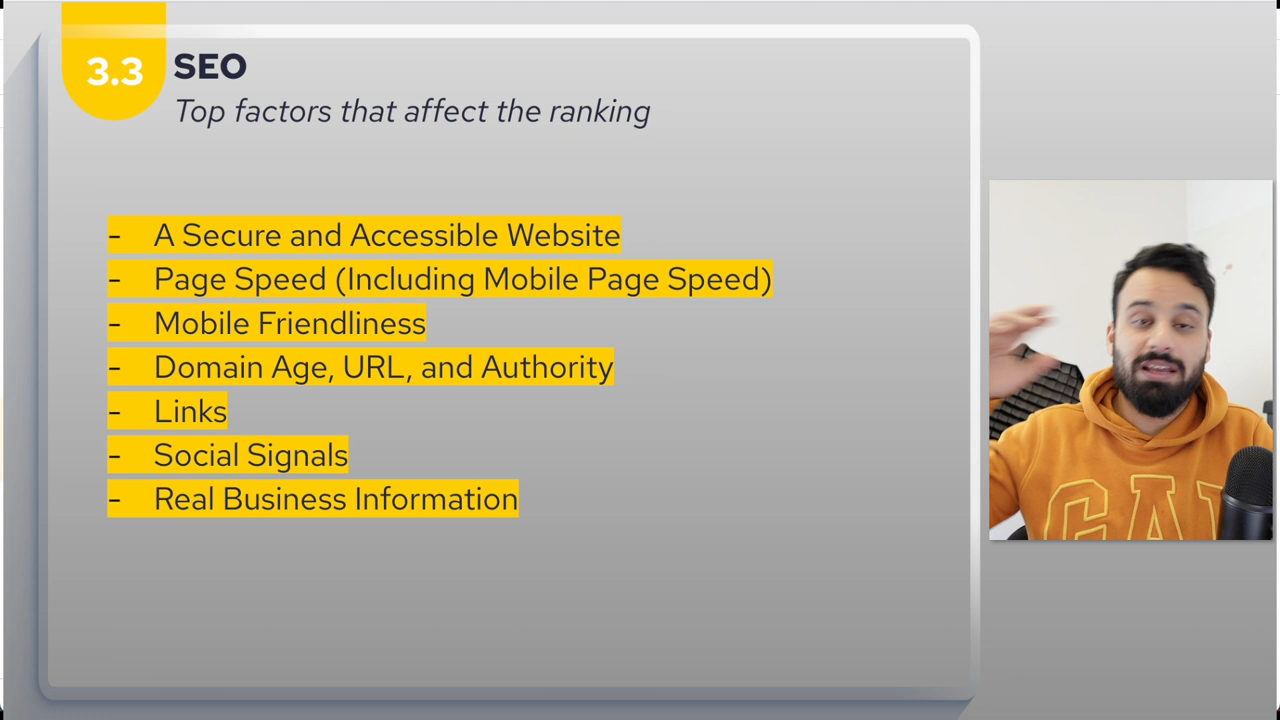 3.3
SEO
Top factors that affect the ranking
- A Secure and Accessible Website
- Page Speed (Including Mobile Page Speed)
- Mobile Friendliness
- Domain Age, URL, and Authority
- Links
- Social Signals
- Real Business Information
GAP